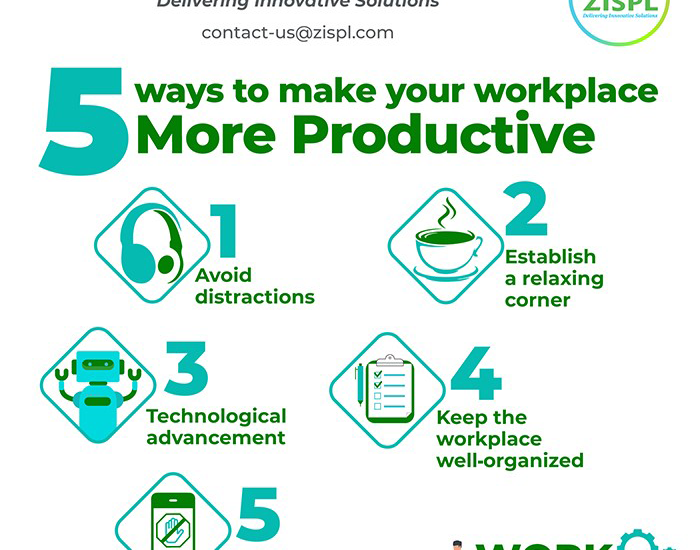 Delivering Innovative Solutions
contact-us@zispl.com
ZISPL
Delivering Innovative Solutions
5 ways to make your workplace
More Productive
1
Avoid
distractions
2
Establish
a relaxing
corner
3
Technological
advancement
4
Keep the
workplace
well-organized
5
WORK